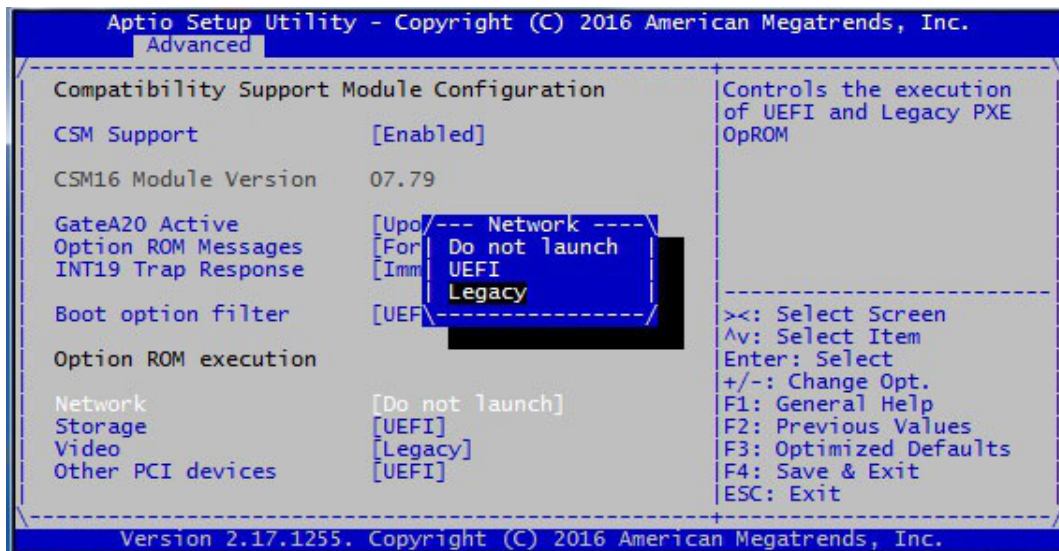 Aptio Setup Utility - Copyright (C) 2016 American Megatrends, Inc.
Advanced
Compatibility Support Module Configuration
CSM Support [Enabled]
CSM16 Module Version 07.79
GateA20 Active [Upo
Option ROM Messages [For
INT19 Trap Response [Imm
Boot option filter [UEF
Option ROM execution
Network [Do not launch]
Storage [UEFI]
Video [Legacy]
Other PCI devices [UEFI]
/--- Network ----\
Do not launch
UEFI
Legacy
Controls the execution
of UEFI and Legacy PXE
OpROM
><: Select Screen
^v: Select Item
Enter: Select
+/-: Change Opt.
F1: General Help
F2: Previous Values
F3: Optimized Defaults
F4: Save & Exit
ESC: Exit
Version 2.17.1255. Copyright (C) 2016 American Megatrends, Inc.